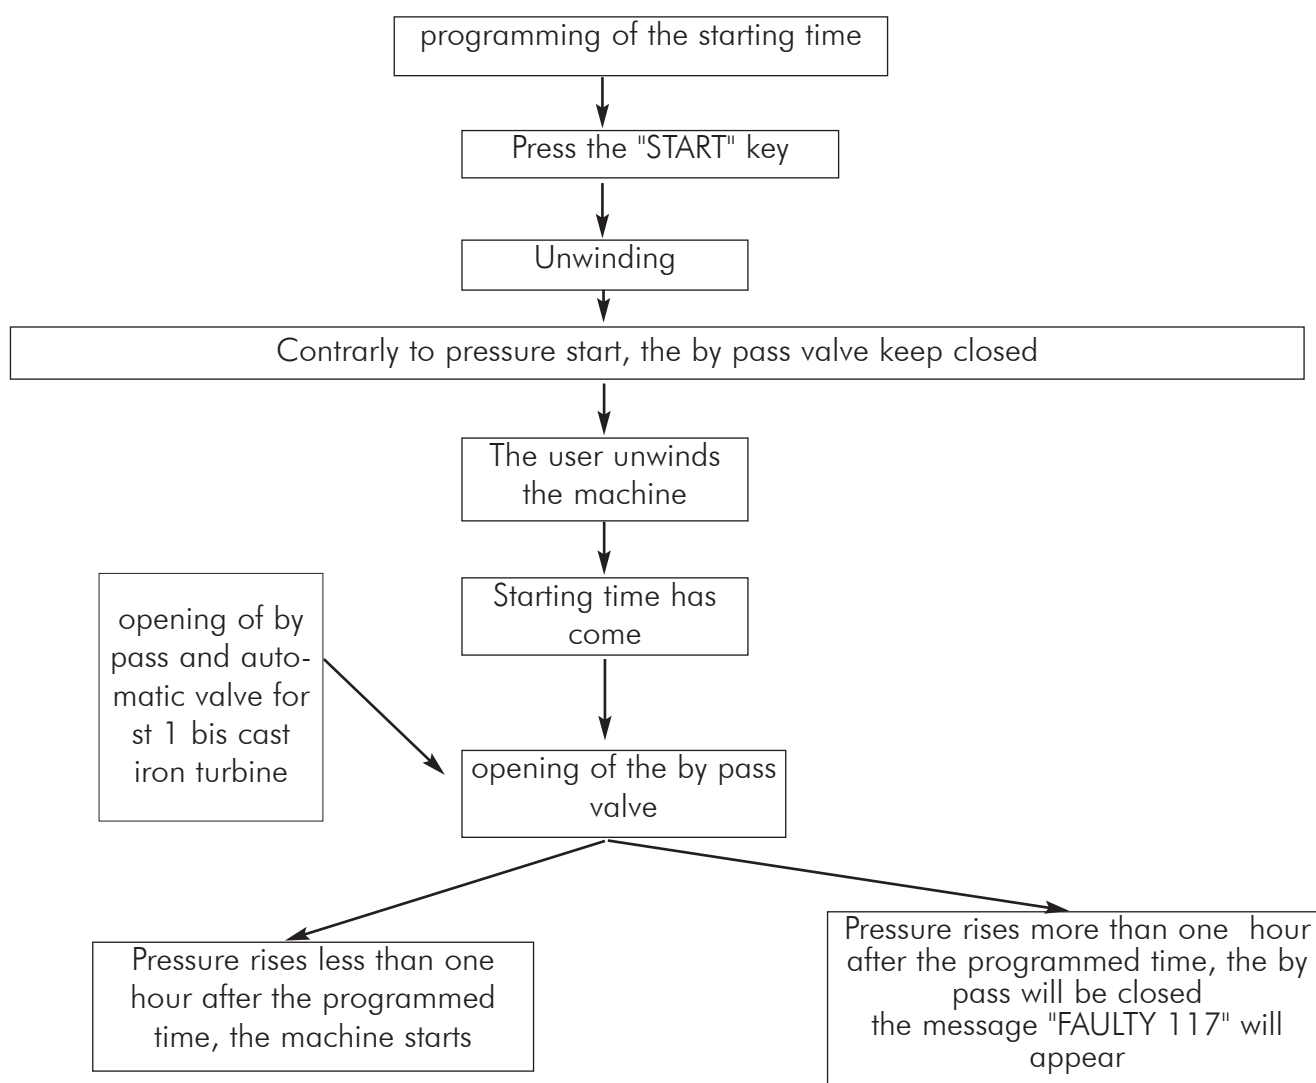 programming of the starting time
Press the "START" key
Unwinding
Contrarly to pressure start, the by pass valve keep closed
The user unwinds
the machine
Starting time has
come
opening of by
pass and auto-
matic valve for
st 1 bis cast
iron turbine
opening of the by pass
valve
Pressure rises less than one
hour after the programmed
time, the machine starts
Pressure rises more than one  hour
after the programmed time, the by
pass will be closed
the message "FAULTY 117" will
appear